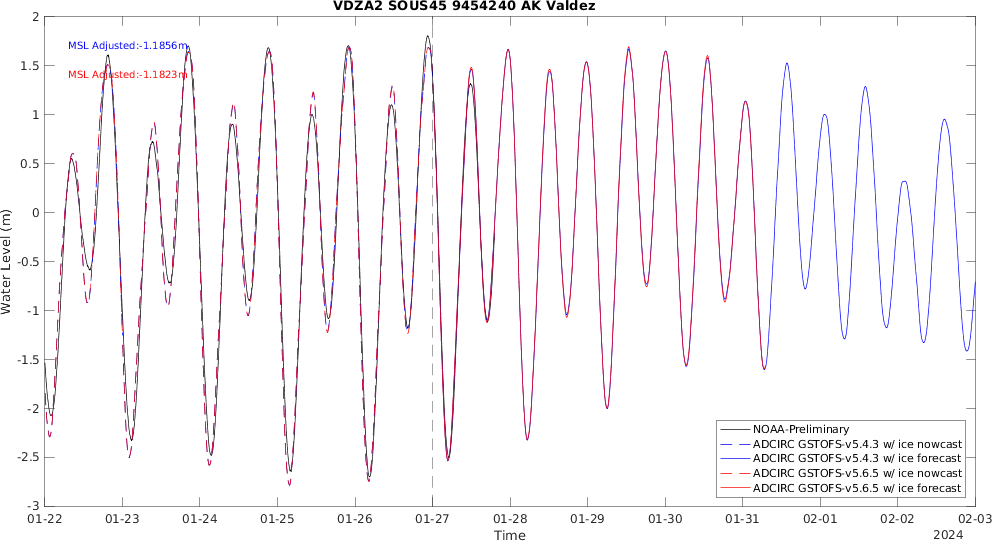 VDZA2 SOUS45 9454240 AK Valdez
MSL Adjusted:-1.1856m
MSL Adjusted:-1.1823m
2
1.5
1
0.5
0
-0.5
-1
-1.5
-2
-2.5
-3
Water Level (m)
NOAA-Preliminary
ADCIRC GSTOFS-v5.4.3 w/ ice nowcast
ADCIRC GSTOFS-v5.4.3 w/ ice forecast
ADCIRC GSTOFS-v5.6.5 w/ ice nowcast
ADCIRC GSTOFS-v5.6.5 w/ ice forecast
01-22 01-23 01-24 01-25 01-26 01-27 01-28 01-29 01-30 01-31 02-01 02-02 02-03
Time
2024